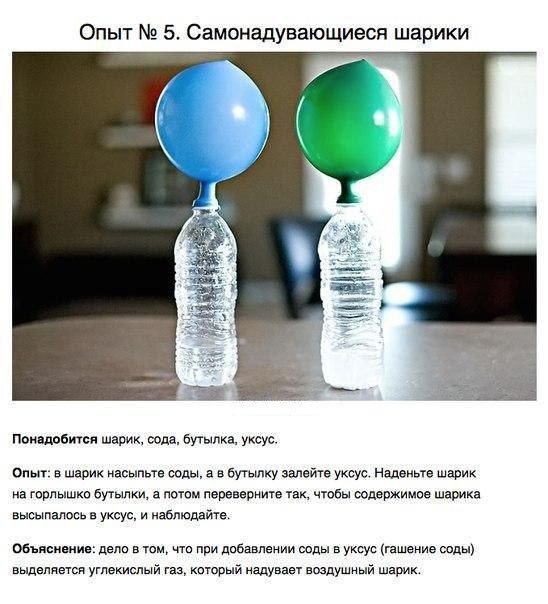 Опыт № 5. Самонадувающиеся шарики
Понадобится шарик, сода, бутылка, уксус.
Опыт: в шарик насыпьте соды, а в бутылку залейте уксус. Наденьте шарик
на горлышко бутылки, а потом переверните так, чтобы содержимое шарика
высыпалось в уксус, и наблюдайте.
Объяснение: дело в том, что при добавлении соды в уксус (гашение соды)
выделяется углекислый газ, который надувает воздушный шарик.